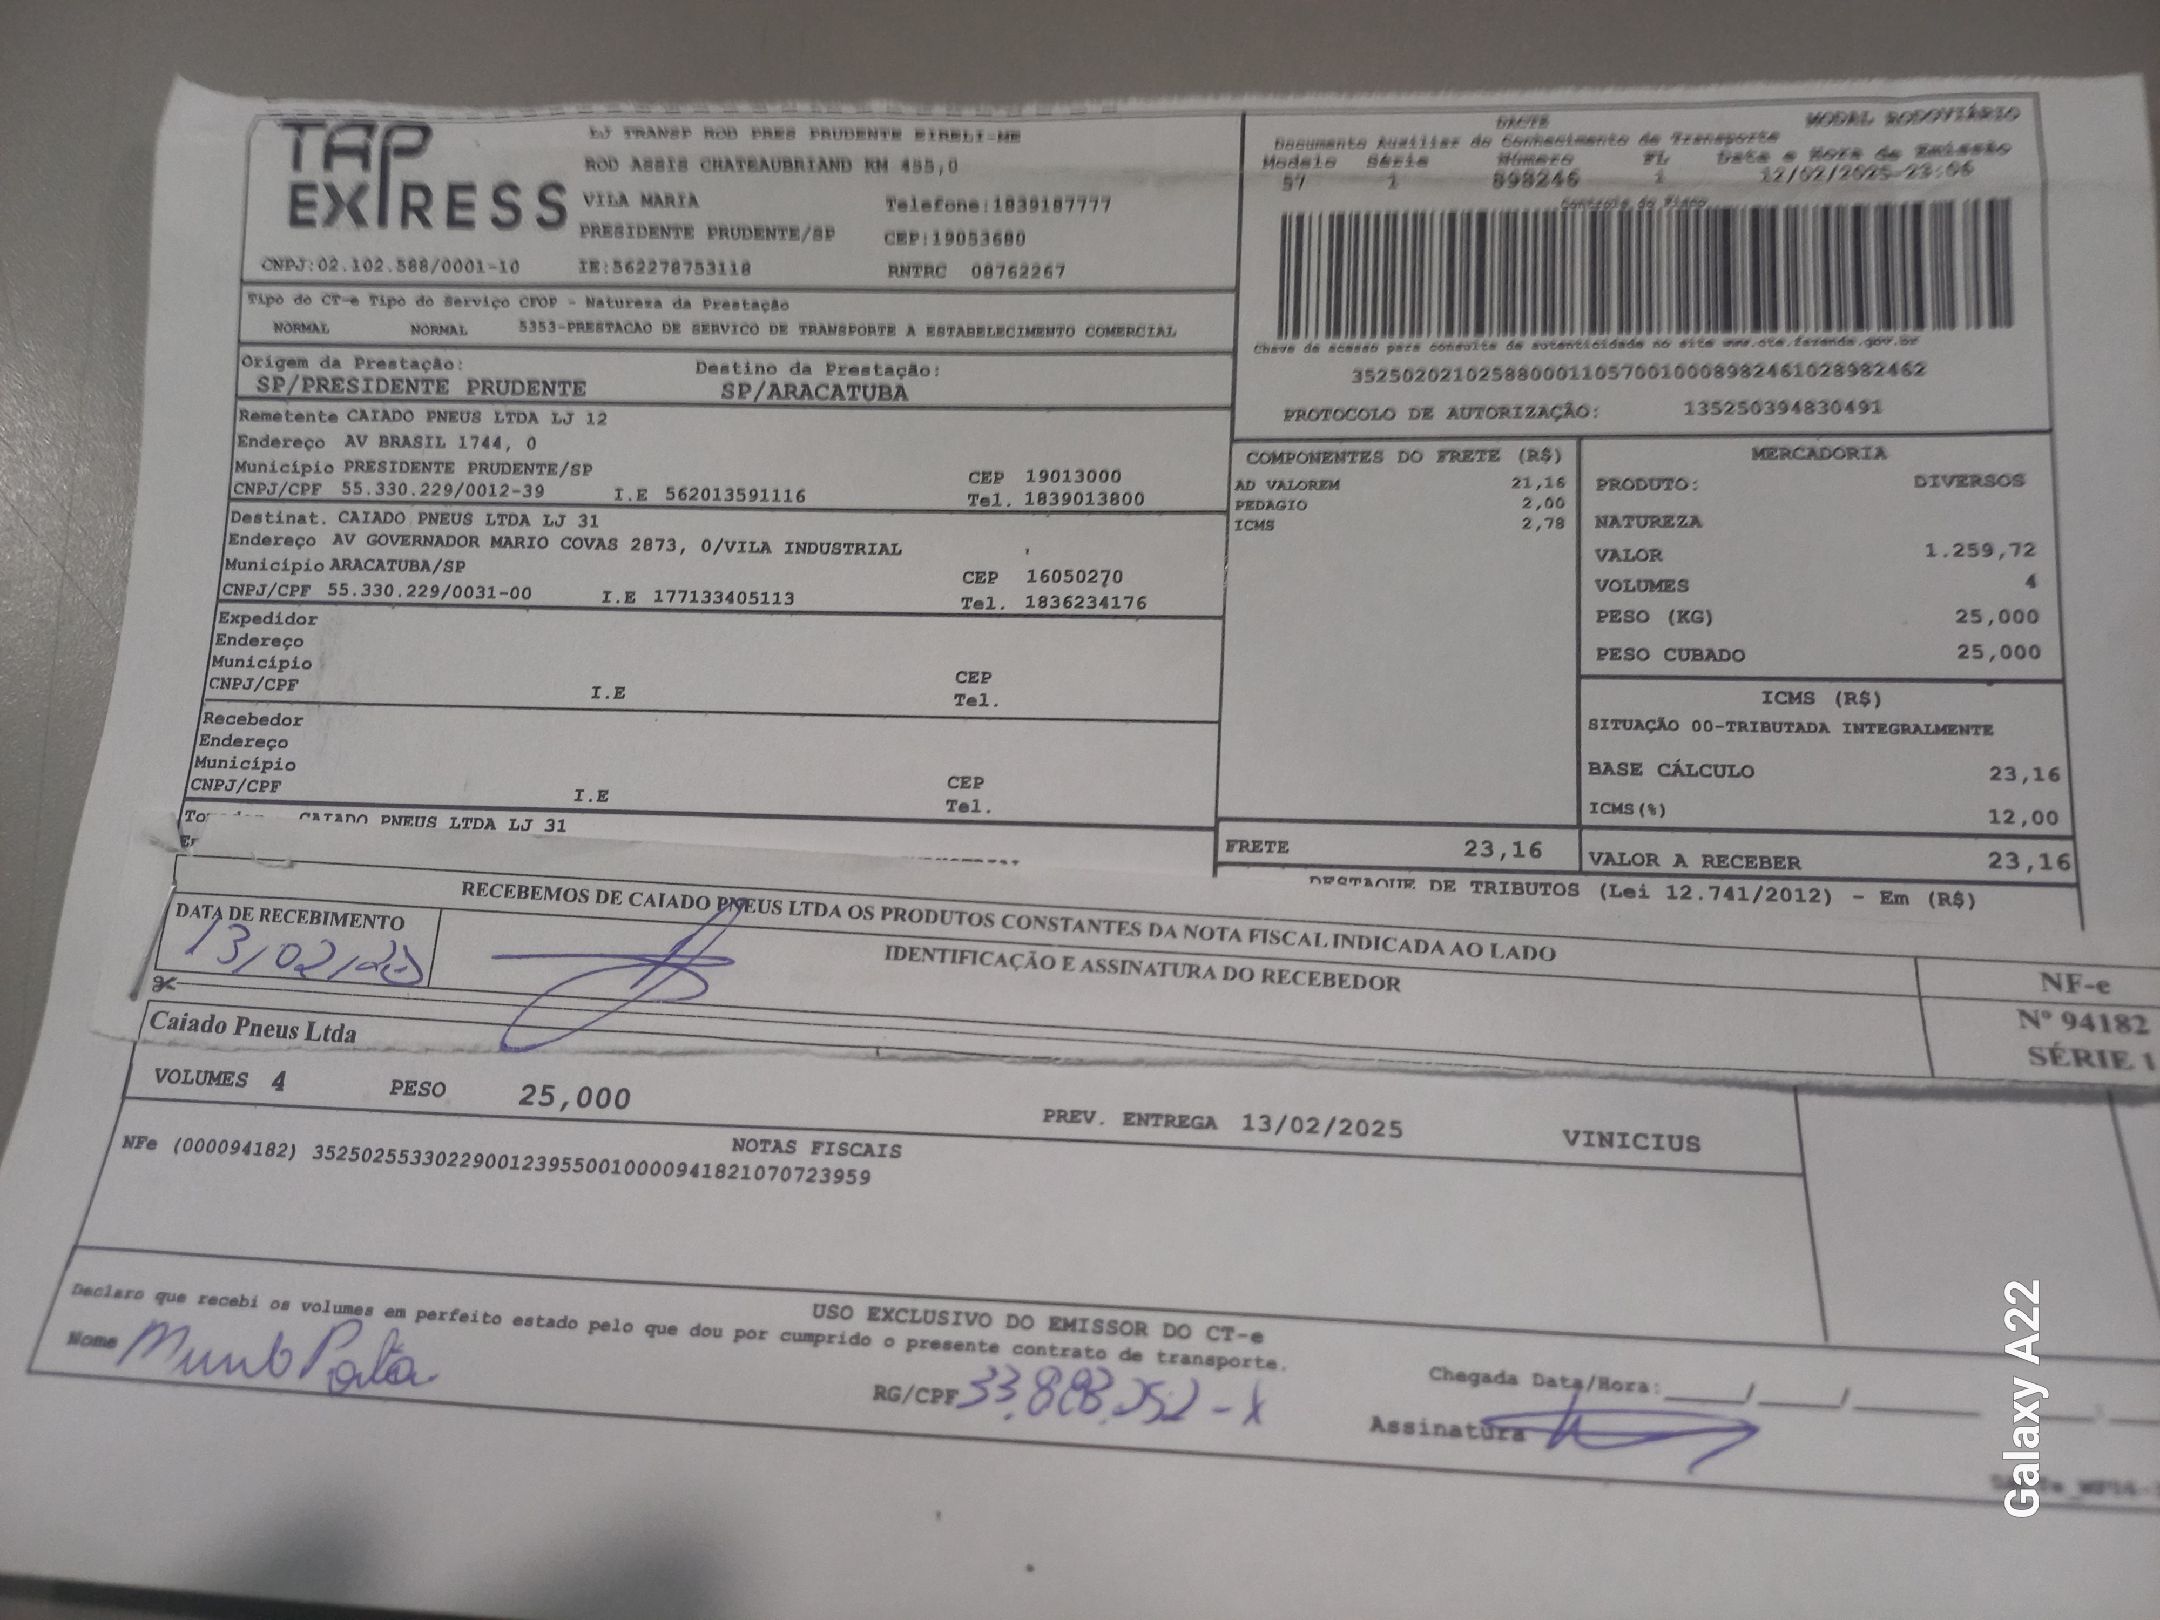 TAP EXPRESS
LJ TRANSP ROD PRES PRUDENTE EIRELI-ME
ROD ASSIS CHATEAUBRIAND KM 455,0
VILA MARIA Telefone:1839187777
PRESIDENTE PRUDENTE/SP CEP:19053680
CNPJ:02.102.588/0001-10 IE:562278753118 RNTRC 08762267
DACTE MODAL RODOVIÁRIO
Documento Auxiliar do Conhecimento de Transporte
Modelo Série Número FL Data e Hora de Emissão
57 1 898246 1 12/02/2025-23:06
Controle do Fisco
Chave de acesso para consulta de autenticidade no site www.cte.fazenda.gov.br
35250202102588000110570010008982461028982462
PROTOCOLO DE AUTORIZAÇÃO: 135250394830491
Tipo do CT-e Tipo do Serviço CFOP - Natureza da Prestação
NORMAL NORMAL 5353-PRESTACAO DE SERVICO DE TRANSPORTE A ESTABELECIMENTO COMERCIAL
Origem da Prestação: Destino da Prestação:
SP/PRESIDENTE PRUDENTE SP/ARACATUBA
Remetente CAIADO PNEUS LTDA LJ 12
Endereço AV BRASIL 1744, 0
Município PRESIDENTE PRUDENTE/SP CEP 19013000
CNPJ/CPF 55.330.229/0012-39 I.E 562013591116 Tel. 1839013800
Destinat. CAIADO PNEUS LTDA LJ 31
Endereço AV GOVERNADOR MARIO COVAS 2873, 0/VILA INDUSTRIAL
Município ARACATUBA/SP CEP 16050270
CNPJ/CPF 55.330.229/0031-00 I.E 177133405113 Tel. 1836234176
Expedidor
Endereço
Município CEP
CNPJ/CPF I.E Tel.
Recebedor
Endereço
Município CEP
CNPJ/CPF I.E Tel.
CAIADO PNEUS LTDA LJ 31
COMPONENTES DO FRETE (R$)
AD VALOREM 21,16
PEDAGIO 2,00
ICMS 2,78
FRETE 23,16
MERCADORIA
PRODUTO: DIVERSOS
NATUREZA
VALOR 1.259,72
VOLUMES 4
PESO (KG) 25,000
PESO CUBADO 25,000
ICMS (R$)
SITUAÇÃO 00-TRIBUTADA INTEGRALMENTE
BASE CÁLCULO 23,16
ICMS(%) 12,00
VALOR A RECEBER 23,16
DESTAQUE DE TRIBUTOS (Lei 12.741/2012) - Em (R$)
RECEBEMOS DE CAIADO PNEUS LTDA OS PRODUTOS CONSTANTES DA NOTA FISCAL INDICADA AO LADO
DATA DE RECEBIMENTO IDENTIFICAÇÃO E ASSINATURA DO RECEBEDOR
13/02/25
NF-e
Nº 94182
SÉRIE 1
Caiado Pneus Ltda
VOLUMES 4 PESO 25,000 PREV. ENTREGA 13/02/2025 VINICIUS
NOTAS FISCAIS
NFe (000094182) 35250255330229001239550010000941821070723959
USO EXCLUSIVO DO EMISSOR DO CT-e
Declaro que recebi os volumes em perfeito estado pelo que dou por cumprido o presente contrato de transporte.
Nome RG/CPF 33.883.252-X Chegada Data/Hora: / /
Assinatura
Galaxy A22